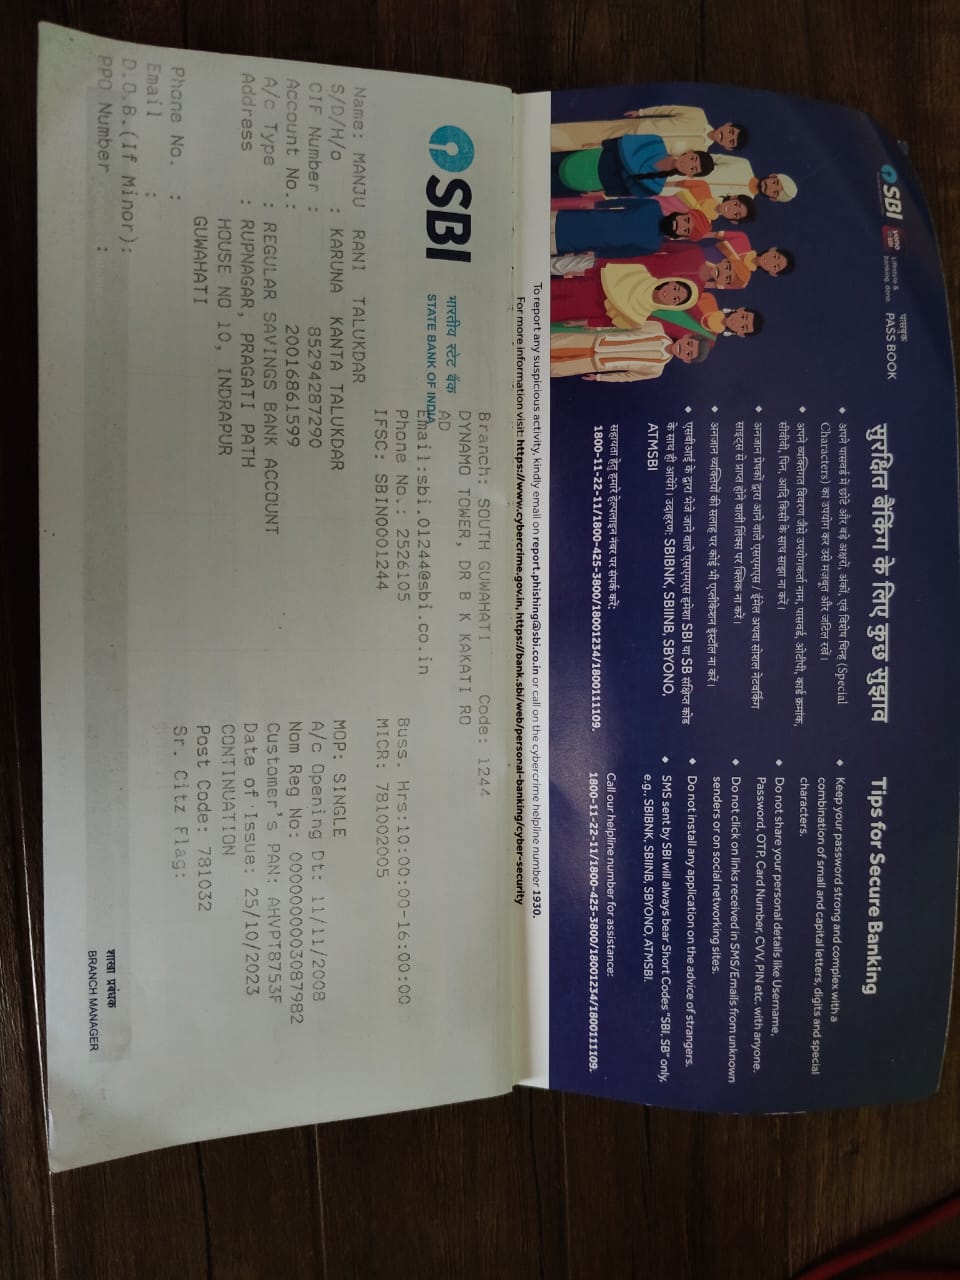 SBI
yono SBI
Lifestyle & banking, done.
पासबुक
PASS BOOK
सुरक्षित बैंकिंग के लिए कुछ सुझाव
◆ अपने पासवर्ड में छोटे और बड़े अक्षरों, अंकों, एवं विशेष चिन्ह (Special
Characters) का उपयोग कर उसे मज़बूत और जटिल रखें।
◆ अपने व्यक्तिगत विवरण जैसे उपयोगकर्ता नाम, पासवर्ड, ओटीपी, कार्ड क्रमांक,
सीवीवी, पिन, आदि किसी के साथ साझा ना करें।
◆ अनजान प्रेषकों द्वारा आने वाले एसएमएस / ईमेल अथवा सोशल नेटवर्किंग
साइट्स से प्राप्त होने वाली लिंक्स पर क्लिक ना करें।
◆ अनजान व्यक्तियों की सलाह पर कोई भी एप्लीकेशन इंस्टॉल ना करें।
◆ एसबीआई के द्वारा भेजे जाने वाले एसएमएस हमेशा SBI या SB संक्षिप्त कोड
के साथ ही आयेंगे। उदाहरण: SBIBNK, SBIINB, SBYONO,
ATMSBI
सहायता हेतु हमारे हेल्पलाइन नंबर पर संपर्क करें:
1800-11-22-11/1800-425-3800/18001234/1800111109.
Tips for Secure Banking
◆ Keep your password strong and complex with a
combination of small and capital letters, digits and special
characters.
◆ Do not share your personal details like Username,
Password, OTP, Card Number, CVV, PIN etc. with anyone.
◆ Do not click on links received in SMS/Emails from unknown
senders or on social networking sites.
◆ Do not install any application on the advice of strangers.
◆ SMS sent by SBI will always bear Short Codes "SBI, SB" only,
e.g., SBIBNK, SBIINB, SBYONO, ATMSBI.
Call our helpline number for assistance:
1800-11-22-11/1800-425-3800/18001234/1800111109.
To report any suspicious activity, kindly email on report.phishing@sbi.co.in or call on the cybercrime helpline number 1930.
For more information visit: https://www.cybercrime.gov.in, https://bank.sbi/web/personal-banking/cyber-security
SBI
भारतीय स्टेट बैंक
STATE BANK OF INDIA
Branch: SOUTH GUWAHATI Code: 1244
DYNAMO TOWER, DR B K KAKATI RO
AD
Email:sbi.01244@sbi.co.in
Phone No.: 2526105 Buss. Hrs:10:00:00-16:00:00
IFSC: SBIN0001244 MICR: 781002005
Name: MANJU RANI TALUKDAR
S/D/H/o : KARUNA KANTA TALUKDAR MOP: SINGLE
CIF Number : 85294287290 A/c Opening Dt: 11/11/2008
Account No.: 20016861599 Nom Reg No: 0000000003087982
A/c Type : REGULAR SAVINGS BANK ACCOUNT Customer's PAN: AHVPT8753F
Address : RUPNAGAR, PRAGATI PATH Date of Issue: 25/10/2023
HOUSE NO 10, INDRAPUR CONTINUATION
GUWAHATI Post Code: 781032
Phone No. : Sr. Citz Flag:
Email :
D.O.B.(If Minor):
PPO Number :
शाखा प्रबंधक
BRANCH MANAGER